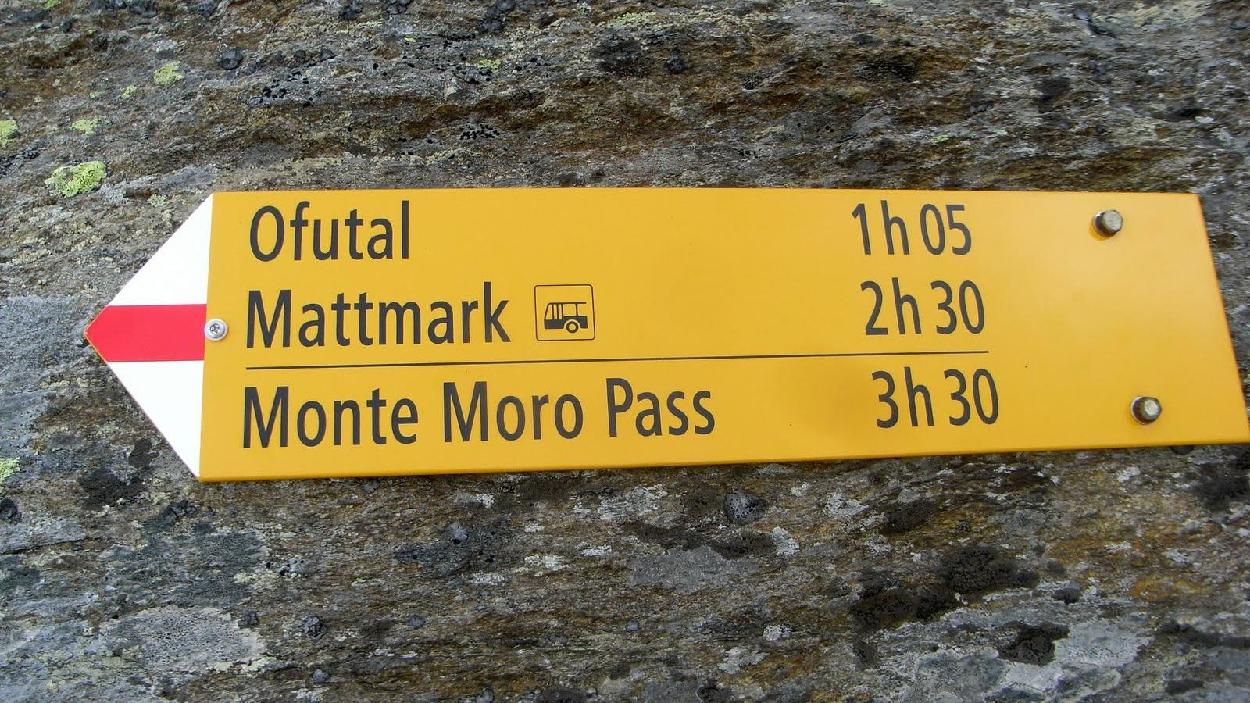 Ofutal 1h05
Mattmark 2h30
Monte Moro Pass 3h30